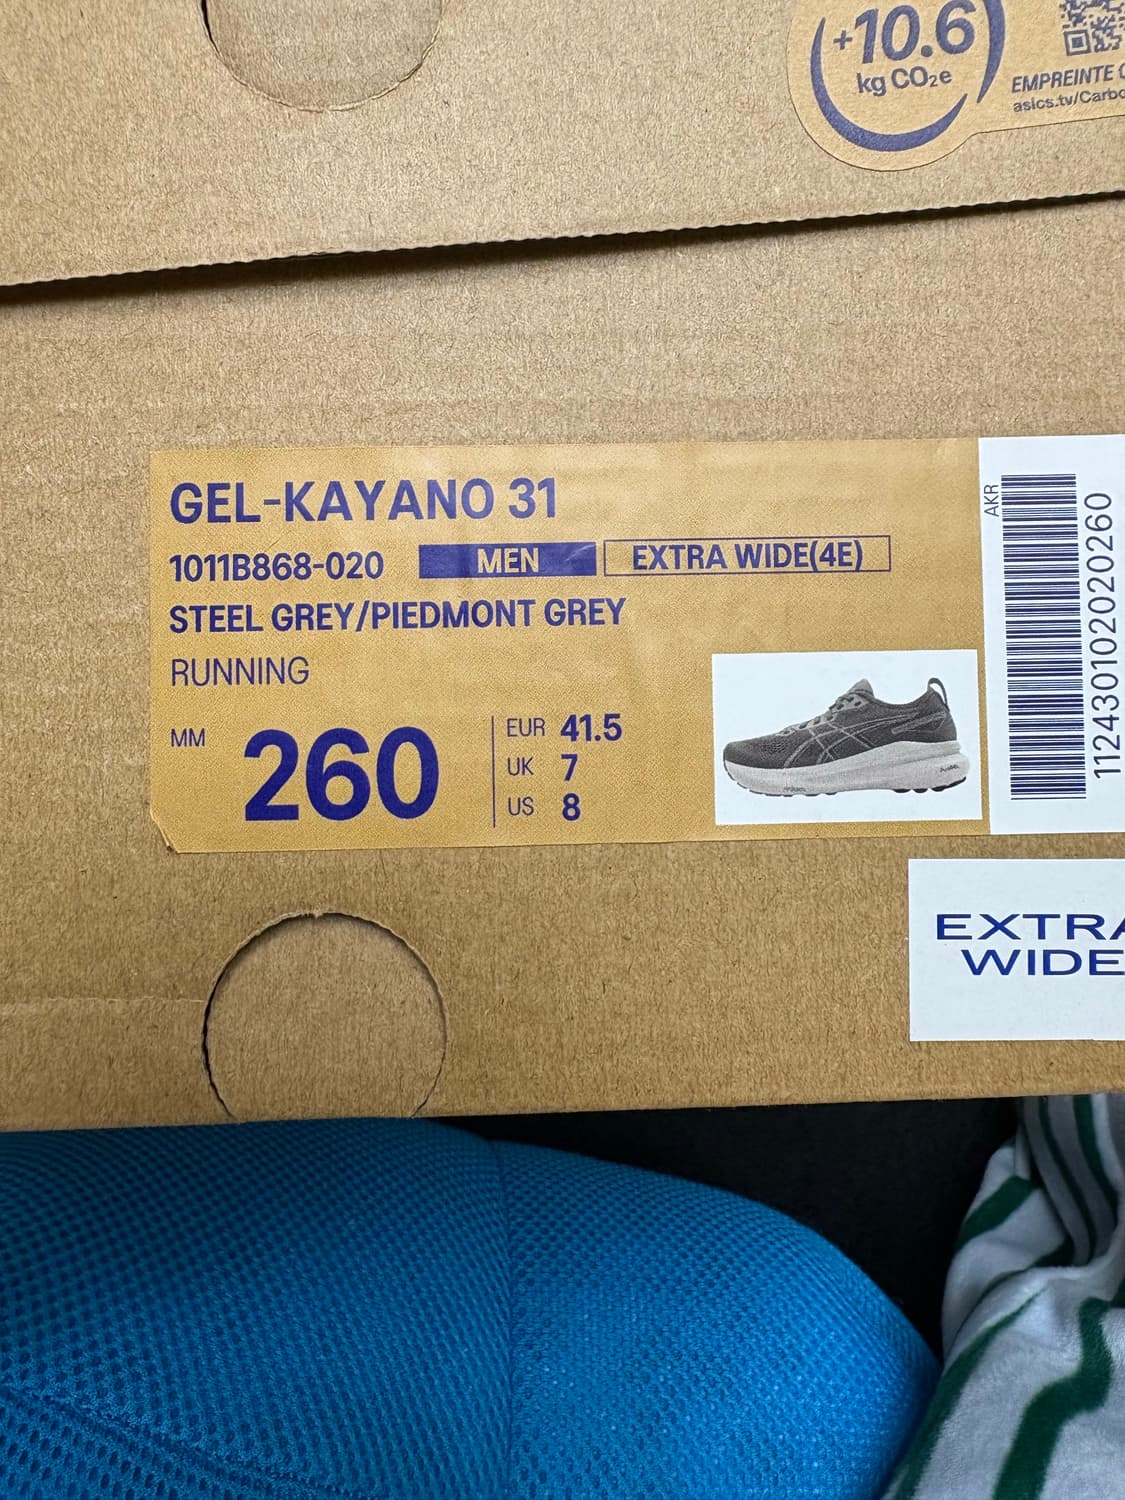 +10.6
kg CO₂e
EMPREINTE
asics.tv/Carbo
GEL-KAYANO 31
1011B868-020 MEN EXTRA WIDE(4E)
STEEL GREY/PIEDMONT GREY
RUNNING
MM 260
EUR 41.5
UK 7
US 8
AKR
11243010202020260
EXTRA
WIDE